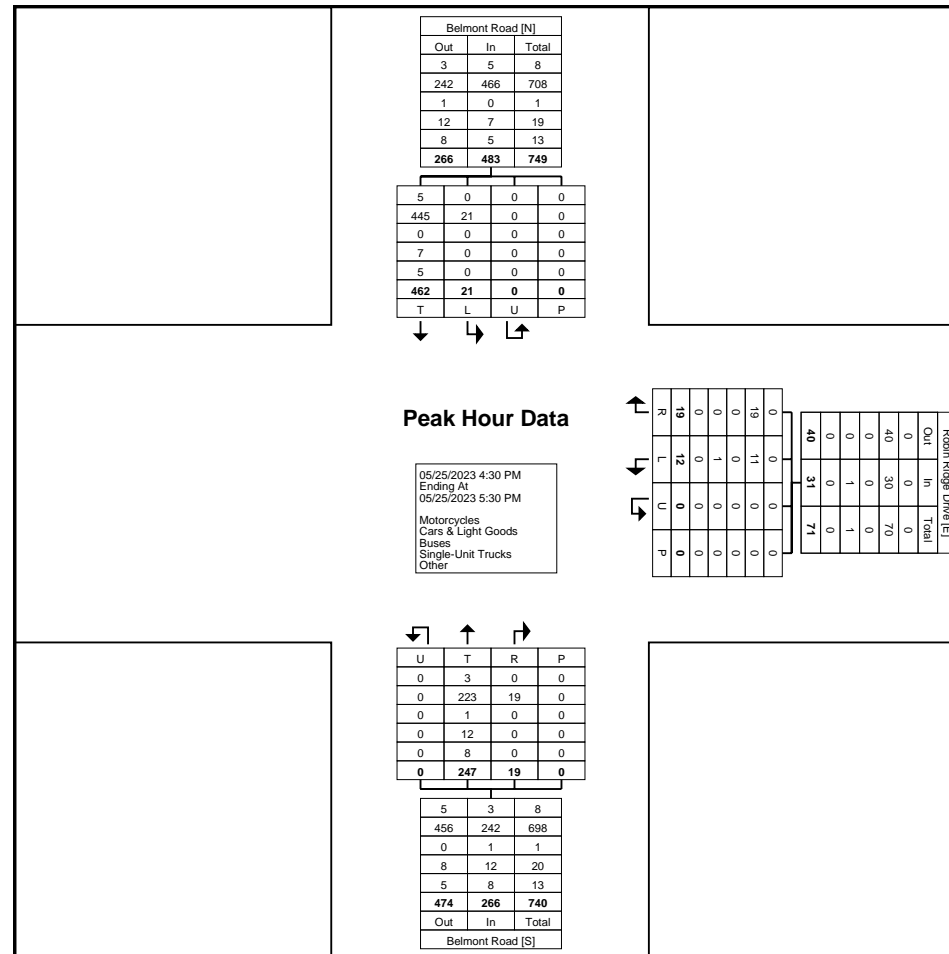 Belmont Road [N]
Out In Total
3 5 8
242 466 708
1 0 1
12 7 19
8 5 13
266 483 749
5 0 0 0
445 21 0 0
0 0 0 0
7 0 0 0
5 0 0 0
462 21 0 0
T L U P
Peak Hour Data
05/25/2023 4:30 PM
Ending At
05/25/2023 5:30 PM
Motorcycles
Cars & Light Goods
Buses
Single-Unit Trucks
Other
Robin Ridge Drive [E]
Out In Total
0 0 0
40 30 70
0 0 0
0 1 1
0 0 0
40 31 71
0 0 0 0
19 11 0 0
0 0 0 0
0 1 0 0
0 0 0 0
19 12 0 0
R L U P
U T R P
0 3 0 0
0 223 19 0
0 1 0 0
0 12 0 0
0 8 0 0
0 247 19 0
5 3 8
456 242 698
0 1 1
8 12 20
5 8 13
474 266 740
Out In Total
Belmont Road [S]